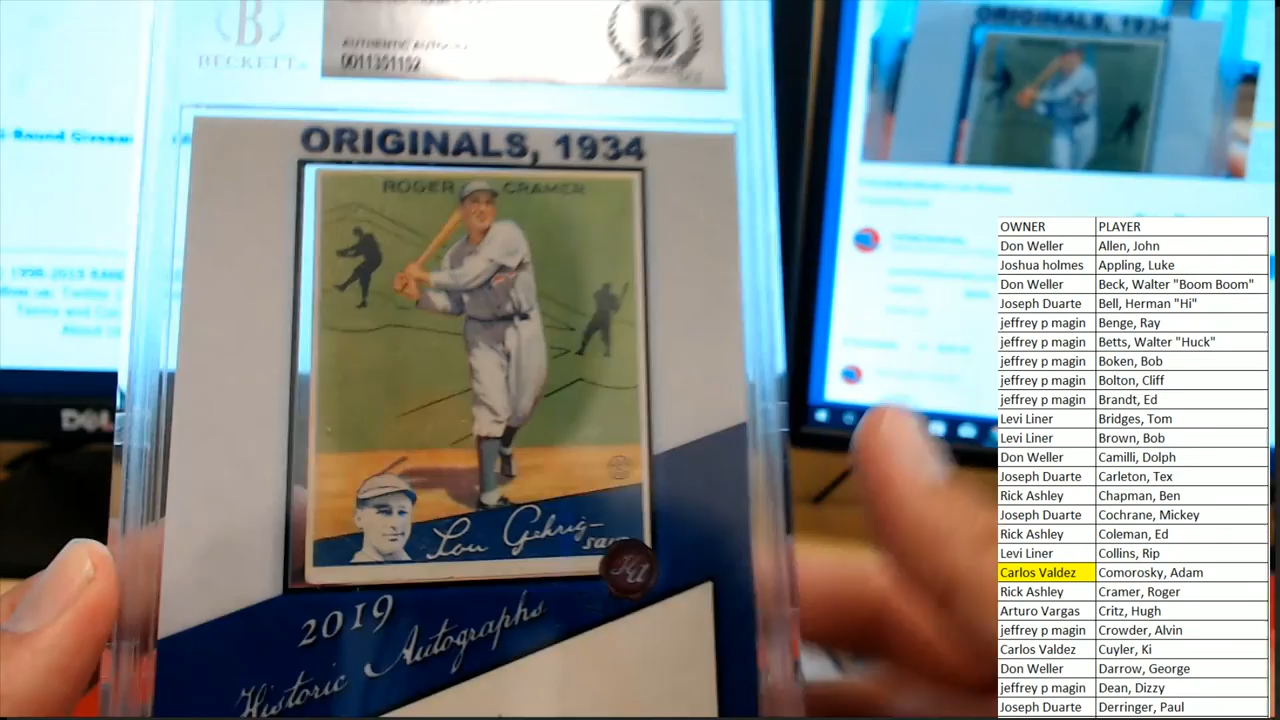 BECKETT
AUTHENTIC AUTOGRAPH
0011351152
B
ORIGINALS, 1934
ROGER CRAMER
Lou Gehrig-
says
HA
2019
Historic Autographs
DELL
ORIGINALS, 1934
OWNER PLAYER
Don Weller Allen, John
Joshua holmes Appling, Luke
Don Weller Beck, Walter "Boom Boom"
Joseph Duarte Bell, Herman "Hi"
jeffrey p magin Benge, Ray
jeffrey p magin Betts, Walter "Huck"
jeffrey p magin Boken, Bob
jeffrey p magin Bolton, Cliff
jeffrey p magin Brandt, Ed
Levi Liner Bridges, Tom
Levi Liner Brown, Bob
Don Weller Camilli, Dolph
Joseph Duarte Carleton, Tex
Rick Ashley Chapman, Ben
Joseph Duarte Cochrane, Mickey
Rick Ashley Coleman, Ed
Levi Liner Collins, Rip
Carlos Valdez Comorosky, Adam
Rick Ashley Cramer, Roger
Arturo Vargas Critz, Hugh
jeffrey p magin Crowder, Alvin
Carlos Valdez Cuyler, Ki
Don Weller Darrow, George
jeffrey p magin Dean, Dizzy
Joseph Duarte Derringer, Paul